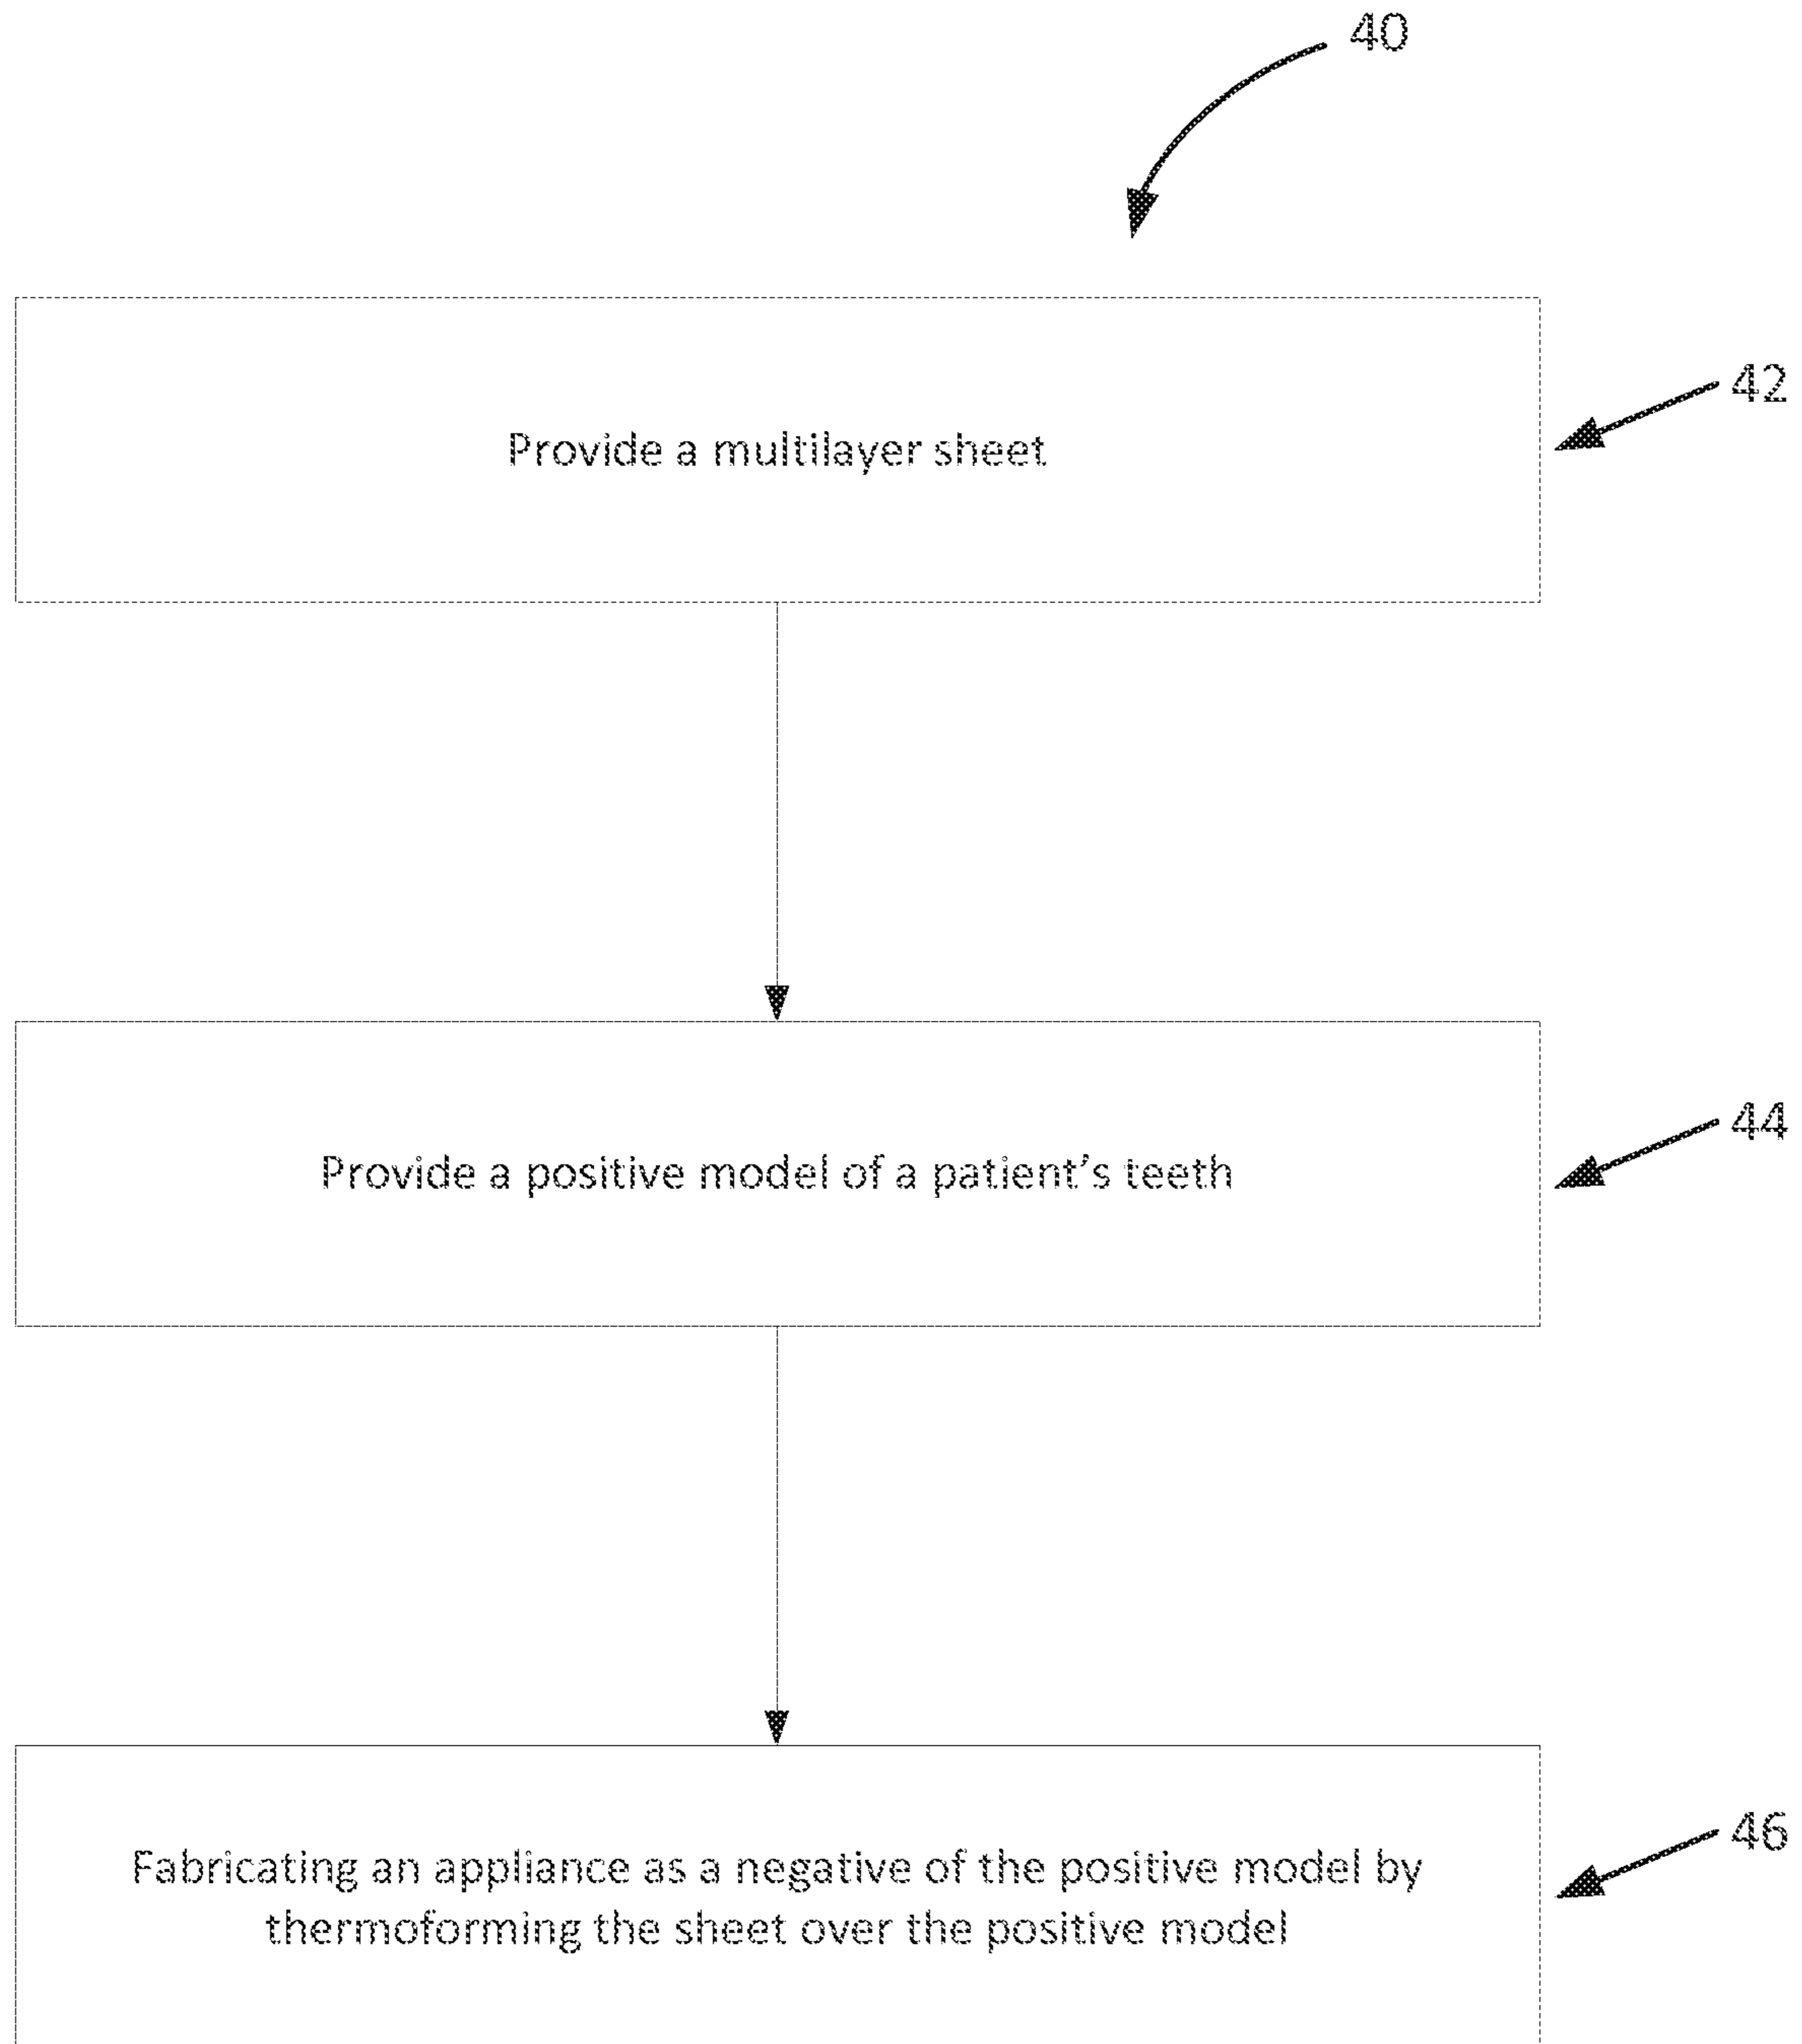 40
Provide a multilayer sheet
42
Provide a positive model of a patient's teeth
44
Fabricating an appliance as a negative of the positive model by
thermoforming the sheet over the positive model
46